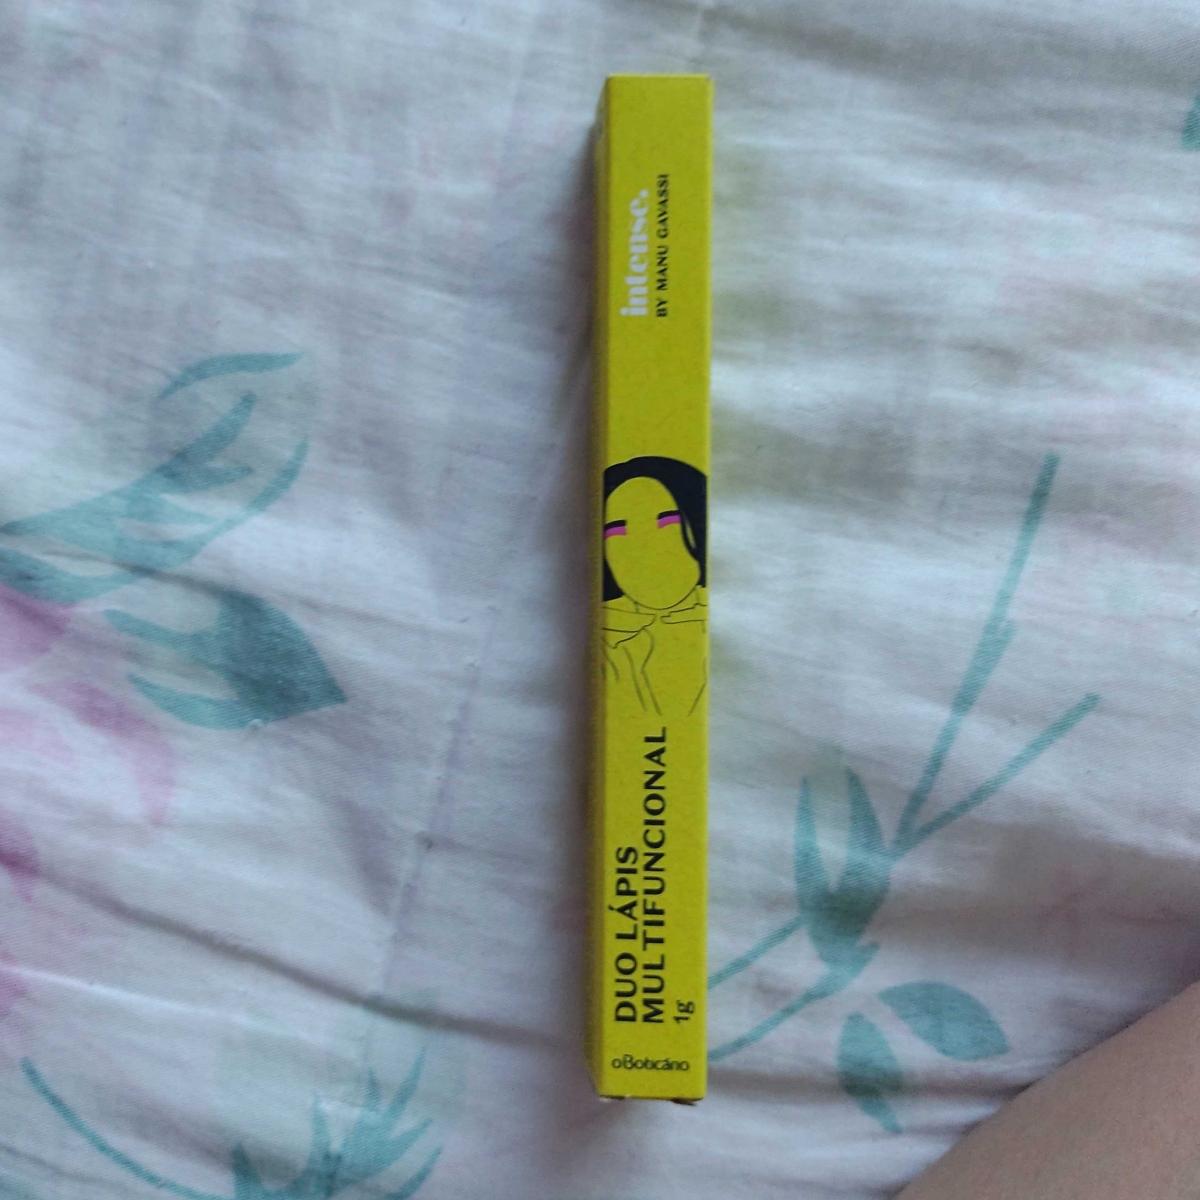 intense.
BY MANU GAVASSI
DUO LÁPIS
MULTIFUNCIONAL
1g
oBoticário